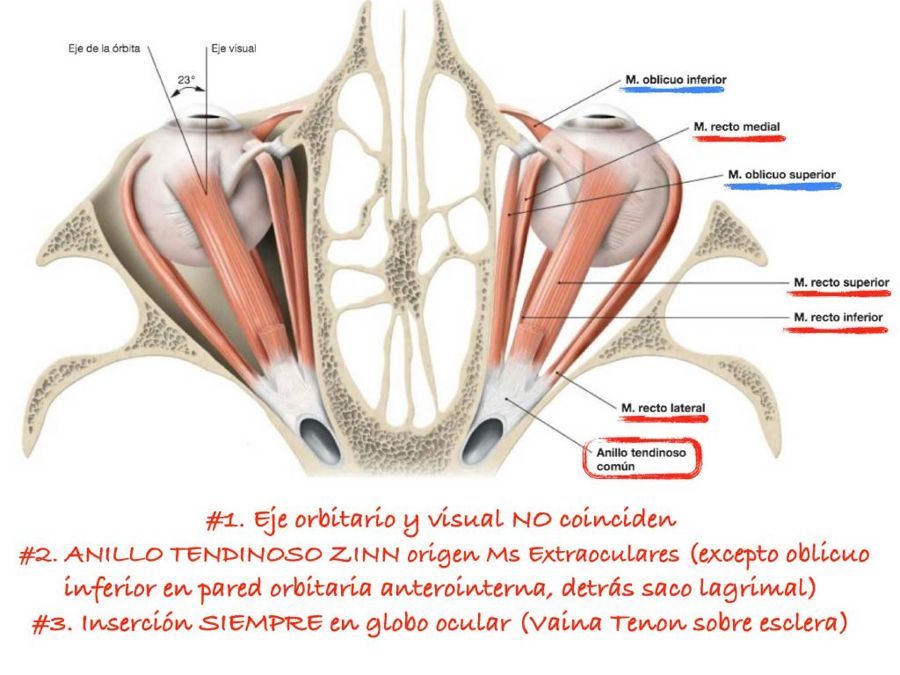 Eje de la órbita
Eje visual
23°
M. oblicuo inferior
M. recto medial
M. oblicuo superior
M. recto superior
M. recto inferior
M. recto lateral
Anillo tendinoso
común
#1. Eje orbitario y visual NO coinciden
#2. ANILLO TENDINOSO ZINN origen Ms Extraoculares (excepto oblicuo
inferior en pared orbitaria anterointerna, detrás saco lagrimal)
#3. Inserción SIEMPRE en globo ocular (Vaina Tenon sobre esclera)